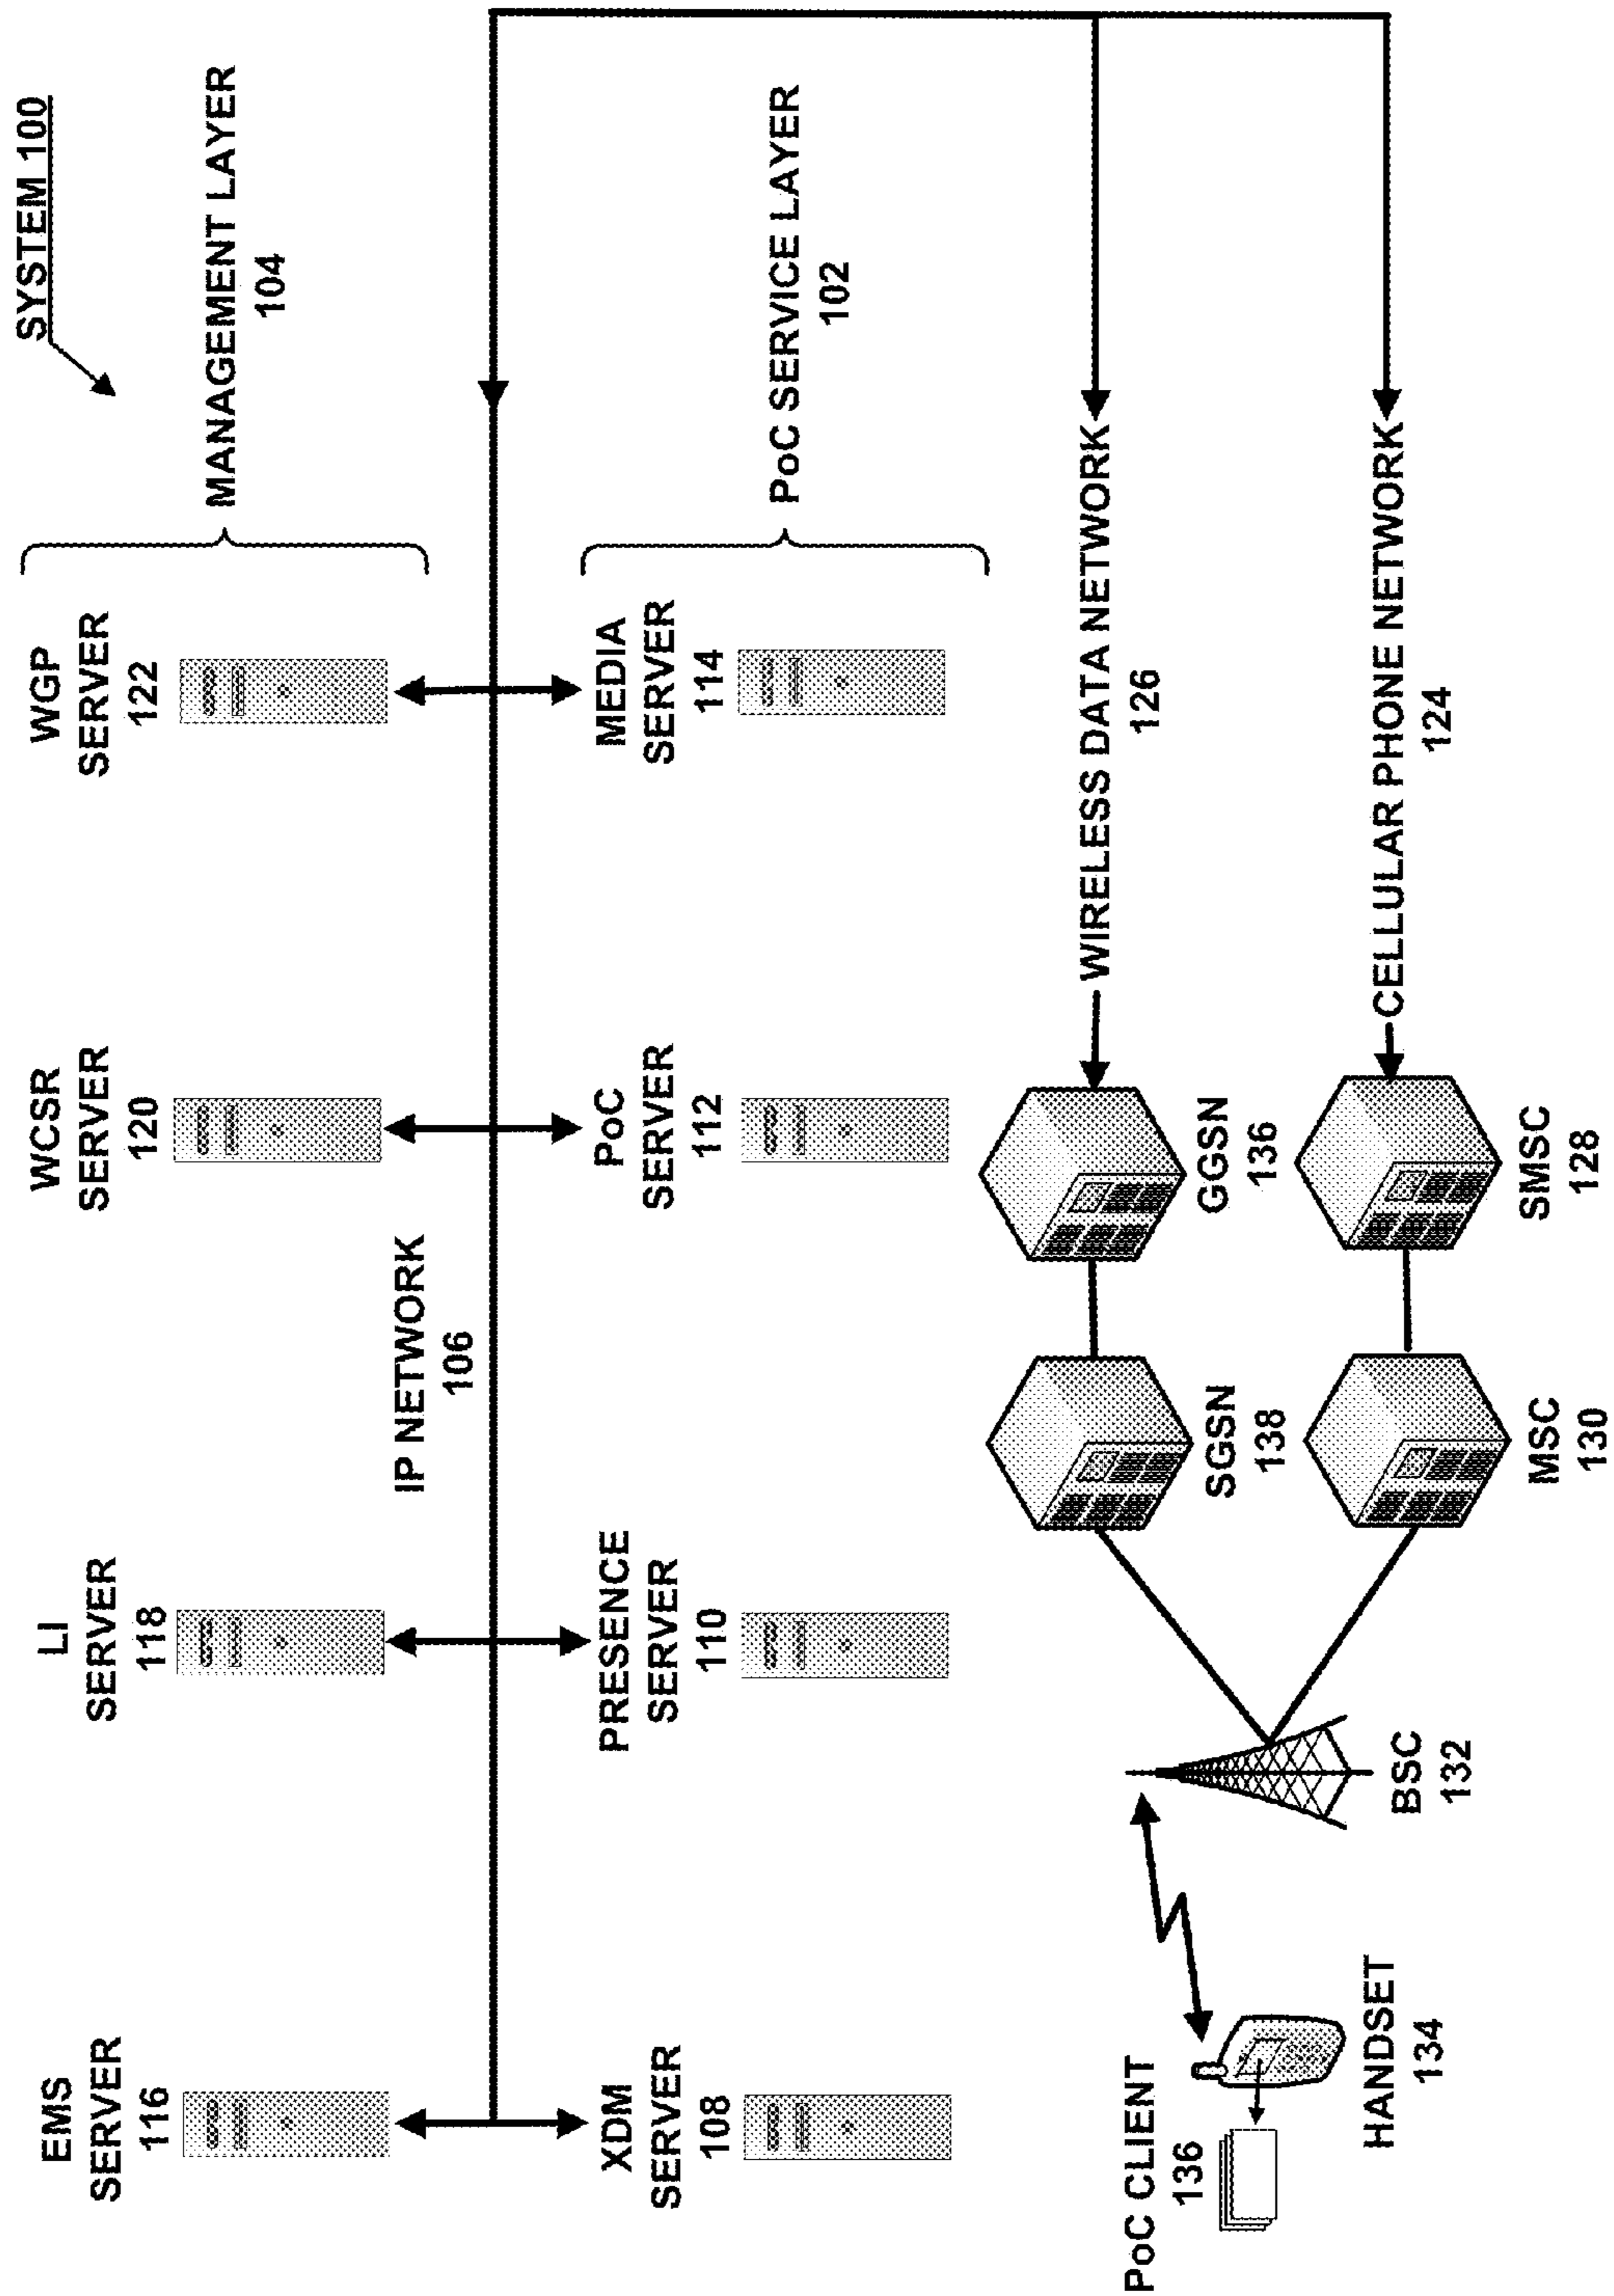 SYSTEM 100
EMS
SERVER
116
LI
SERVER
118
WCSR
SERVER
120
WGP
SERVER
122
MANAGEMENT LAYER
104
IP NETWORK
106
XDM
SERVER
108
PRESENCE
SERVER
110
PoC
SERVER
112
MEDIA
SERVER
114
PoC SERVICE LAYER
102
WIRELESS DATA NETWORK
126
GGSN
136
SGSN
138
CELLULAR PHONE NETWORK
124
SMSC
128
MSC
130
BSC
132
PoC CLIENT
136
HANDSET
134